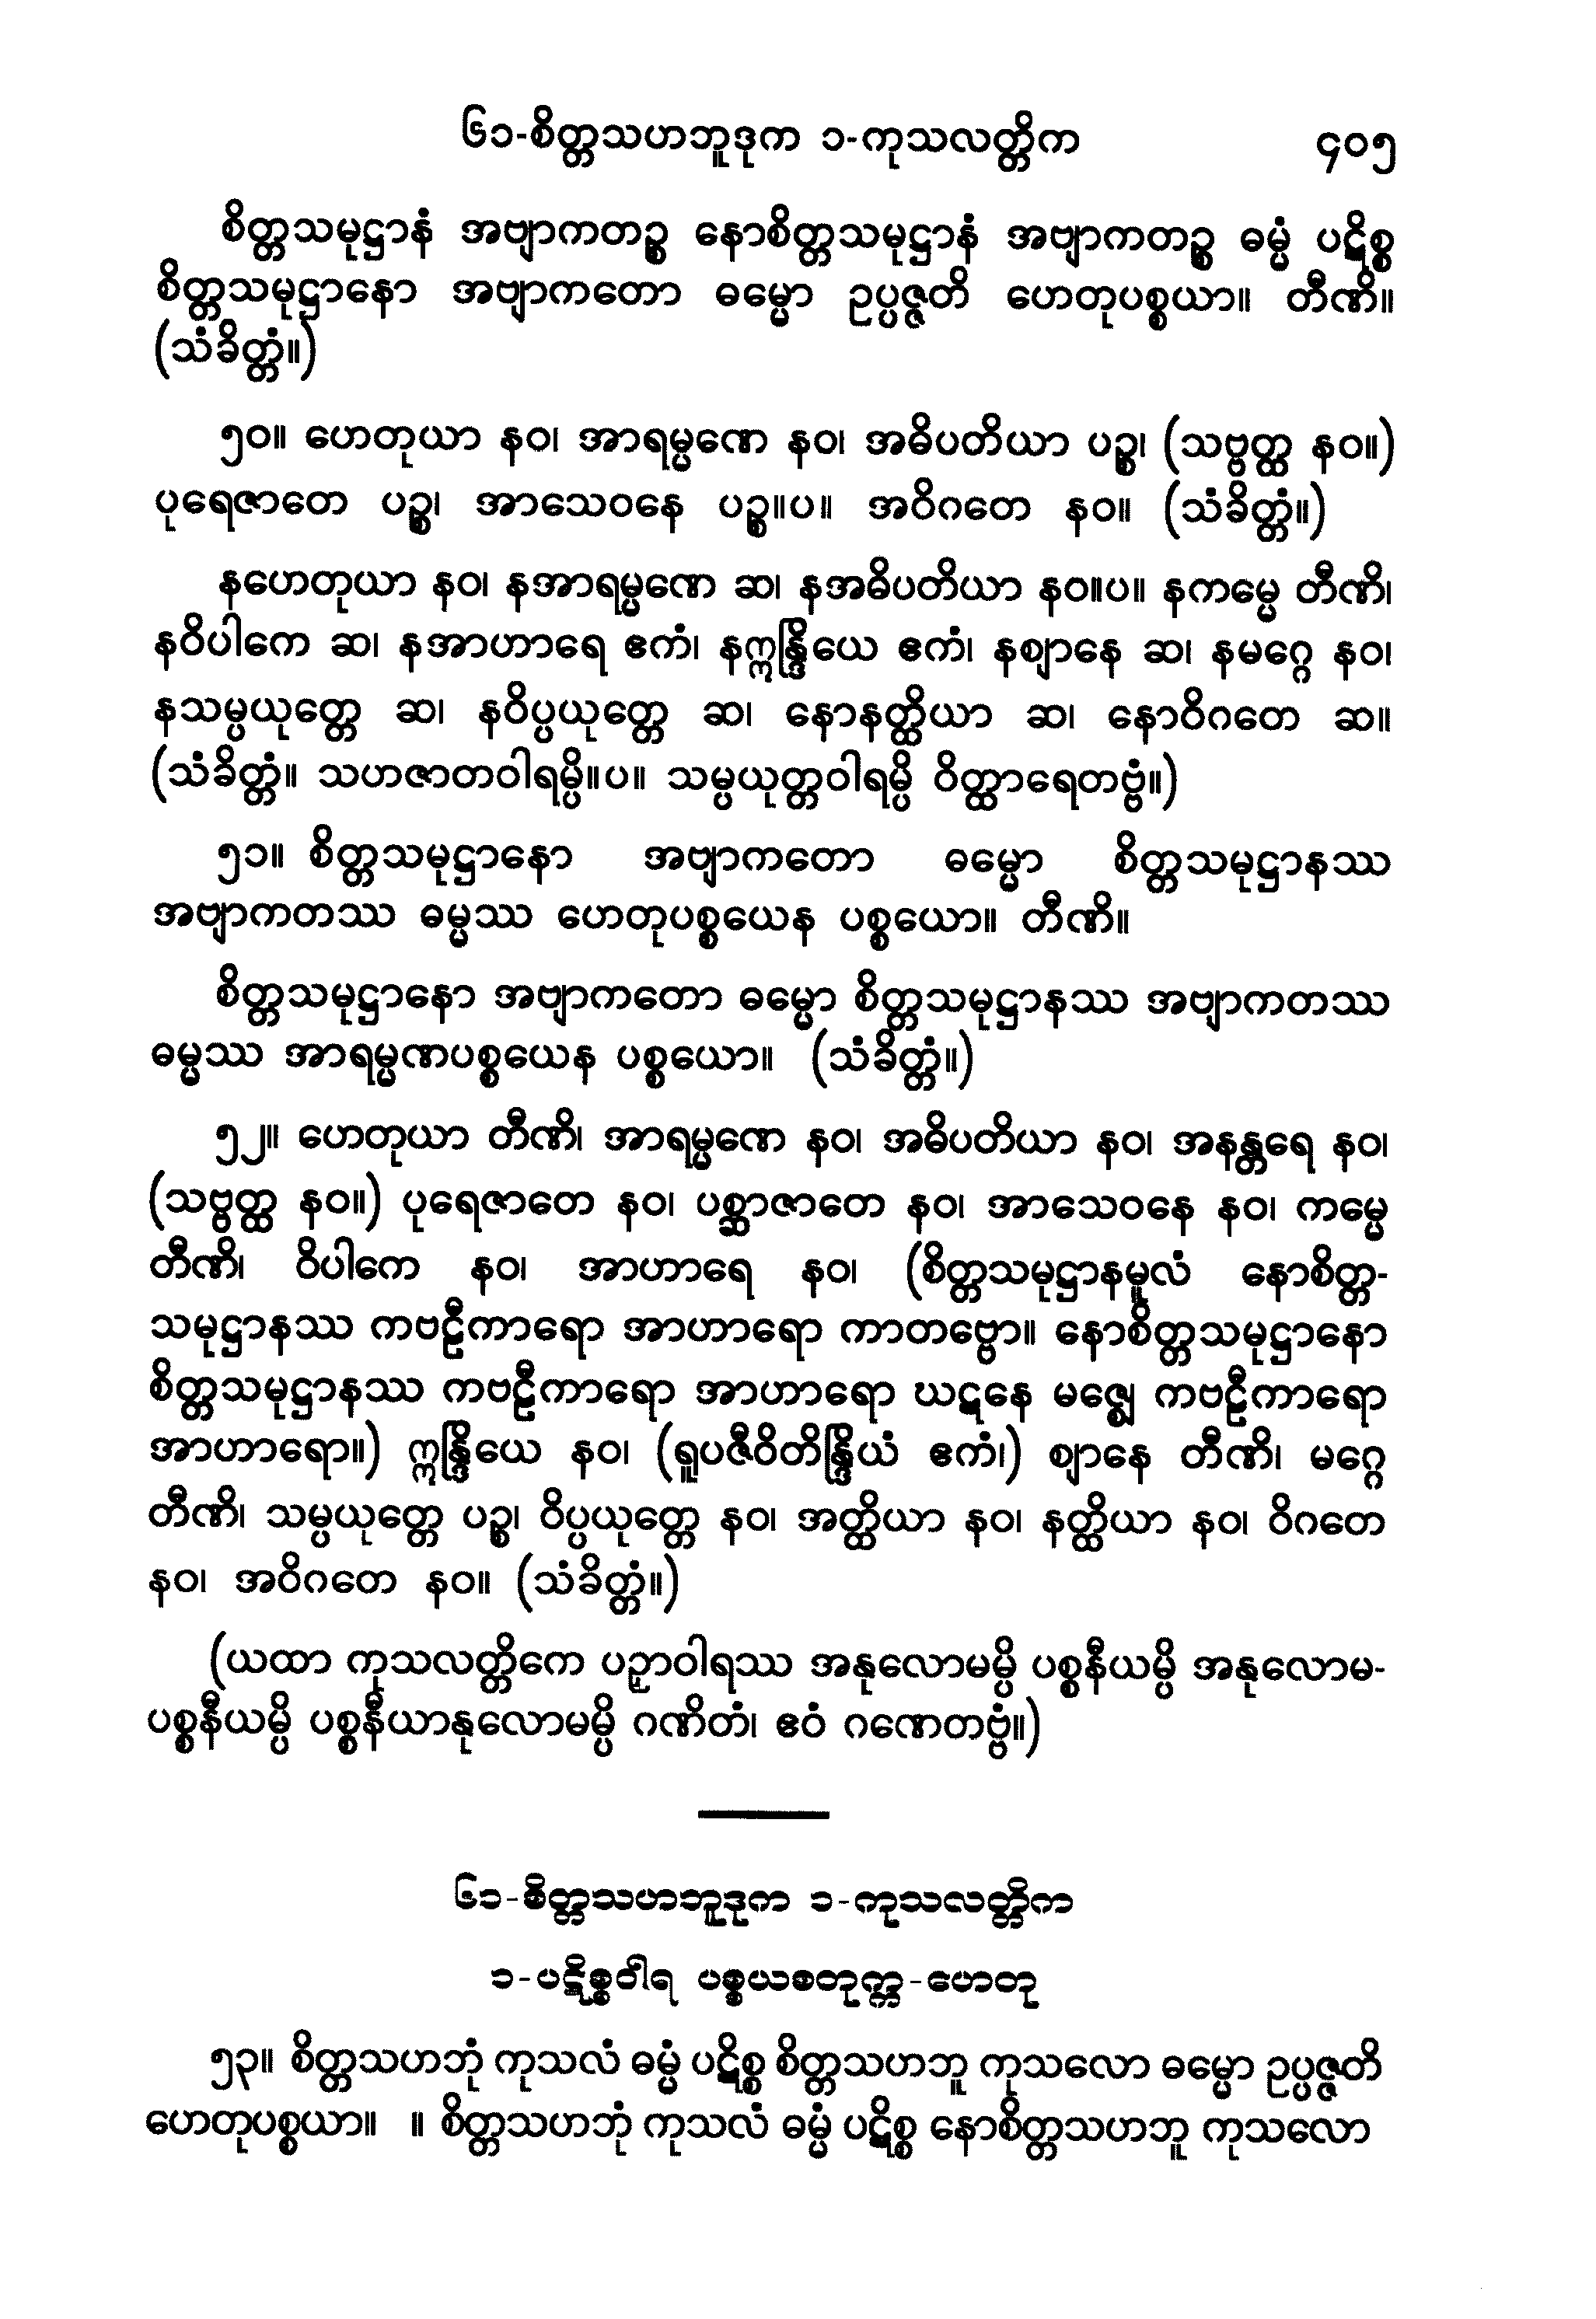 ၆၁-စိတ္တသဟဘူဒုက ၁-ကုသလတ္တိက ၄၀၅
စိတ္တသမုဋ္ဌာနံ အဗျာကတဉ္စ နောစိတ္တသမုဋ္ဌာနံ အဗျာကတဉ္စ ဓမ္မံ ပဋိစ္စ
စိတ္တသမုဋ္ဌာနော အဗျာကတော ဓမ္မော ဥပ္ပဇ္ဇတိ ဟေတုပစ္စယာ။ တီဏိ။
(သံခိတ္တံ။)
၅၀။ ဟေတုယာ နဝ၊ အာရမ္မဏေ နဝ၊ အဓိပတိယာ ပဉ္စ၊ (သဗ္ဗတ္ထ နဝ။)
ပုရေဇာတေ ပဉ္စ၊ အာသေဝနေ ပဉ္စ။ပ။ အဝိဂတေ နဝ။ (သံခိတ္တံ။)
နဟေတုယာ နဝ၊ နအာရမ္မဏေ ဆ၊ နအဓိပတိယာ နဝ။ပ။ နကမ္မေ တီဏိ၊
နဝိပါကေ ဆ၊ နအာဟာရေ ဧကံ၊ နဣန္ဒြိယေ ဧကံ၊ နဈာနေ ဆ၊ နမဂ္ဂေ နဝ၊
နသမ္ပယုတ္တေ ဆ၊ နဝိပ္ပယုတ္တေ ဆ၊ နောနတ္ထိယာ ဆ၊ နောဝိဂတေ ဆ။
(သံခိတ္တံ။ သဟဇာတဝါရမ္ပိ။ပ။ သမ္ပယုတ္တဝါရမ္ပိ ဝိတ္ထာရေတဗ္ဗံ။)
၅၁။ စိတ္တသမုဋ္ဌာနော အဗျာကတော ဓမ္မော စိတ္တသမုဋ္ဌာနဿ
အဗျာကတဿ ဓမ္မဿ ဟေတုပစ္စယေန ပစ္စယော။ တီဏိ။
စိတ္တသမုဋ္ဌာနော အဗျာကတော ဓမ္မော စိတ္တသမုဋ္ဌာနဿ အဗျာကတဿ
ဓမ္မဿ အာရမ္မဏပစ္စယေန ပစ္စယော။ (သံခိတ္တံ။)
၅၂။ ဟေတုယာ တီဏိ၊ အာရမ္မဏေ နဝ၊ အဓိပတိယာ နဝ၊ အနန္တရေ နဝ၊
(သဗ္ဗတ္ထ နဝ။) ပုရေဇာတေ နဝ၊ ပစ္ဆာဇာတေ နဝ၊ အာသေဝနေ နဝ၊ ကမ္မေ
တီဏိ၊ ဝိပါကေ နဝ၊ အာဟာရေ နဝ၊ (စိတ္တသမုဋ္ဌာနမူလံ နောစိတ္တ-
သမုဋ္ဌာနဿ ကဗဠီကာရော အာဟာရော ကာတဗ္ဗော။ နောစိတ္တသမုဋ္ဌာနော
စိတ္တသမုဋ္ဌာနဿ ကဗဠီကာရော အာဟာရော ဃဋနေ မဇ္ဈေ ကဗဠီကာရော
အာဟာရော။) ဣန္ဒြိယေ နဝ၊ (ရူပဇီဝိတိန္ဒြိယံ ဧကံ၊) ဈာနေ တီဏိ၊ မဂ္ဂေ
တီဏိ၊ သမ္ပယုတ္တေ ပဉ္စ၊ ဝိပ္ပယုတ္တေ နဝ၊ အတ္ထိယာ နဝ၊ နတ္ထိယာ နဝ၊ ဝိဂတေ
နဝ၊ အဝိဂတေ နဝ။ (သံခိတ္တံ။)
(ယထာ ကုသလတ္တိကေ ပဉှာဝါရဿ အနုလောမမ္ပိ ပစ္စနီယမ္ပိ အနုလောမ-
ပစ္စနီယမ္ပိ ပစ္စနီယာနုလောမမ္ပိ ဂဏိတံ၊ ဧဝံ ဂဏေတဗ္ဗံ။)
၆၁-စိတ္တသဟဘူဒုက ၁-ကုသလတ္တိက
၁-ပဋိစ္စဝါရ ပစ္စယစတုက္က-ဟေတု
၅၃။ စိတ္တသဟဘုံ ကုသလံ ဓမ္မံ ပဋိစ္စ စိတ္တသဟဘူ ကုသလော ဓမ္မော ဥပ္ပဇ္ဇတိ
ဟေတုပစ္စယာ။ ။ စိတ္တသဟဘုံ ကုသလံ ဓမ္မံ ပဋိစ္စ နောစိတ္တသဟဘူ ကုသလော